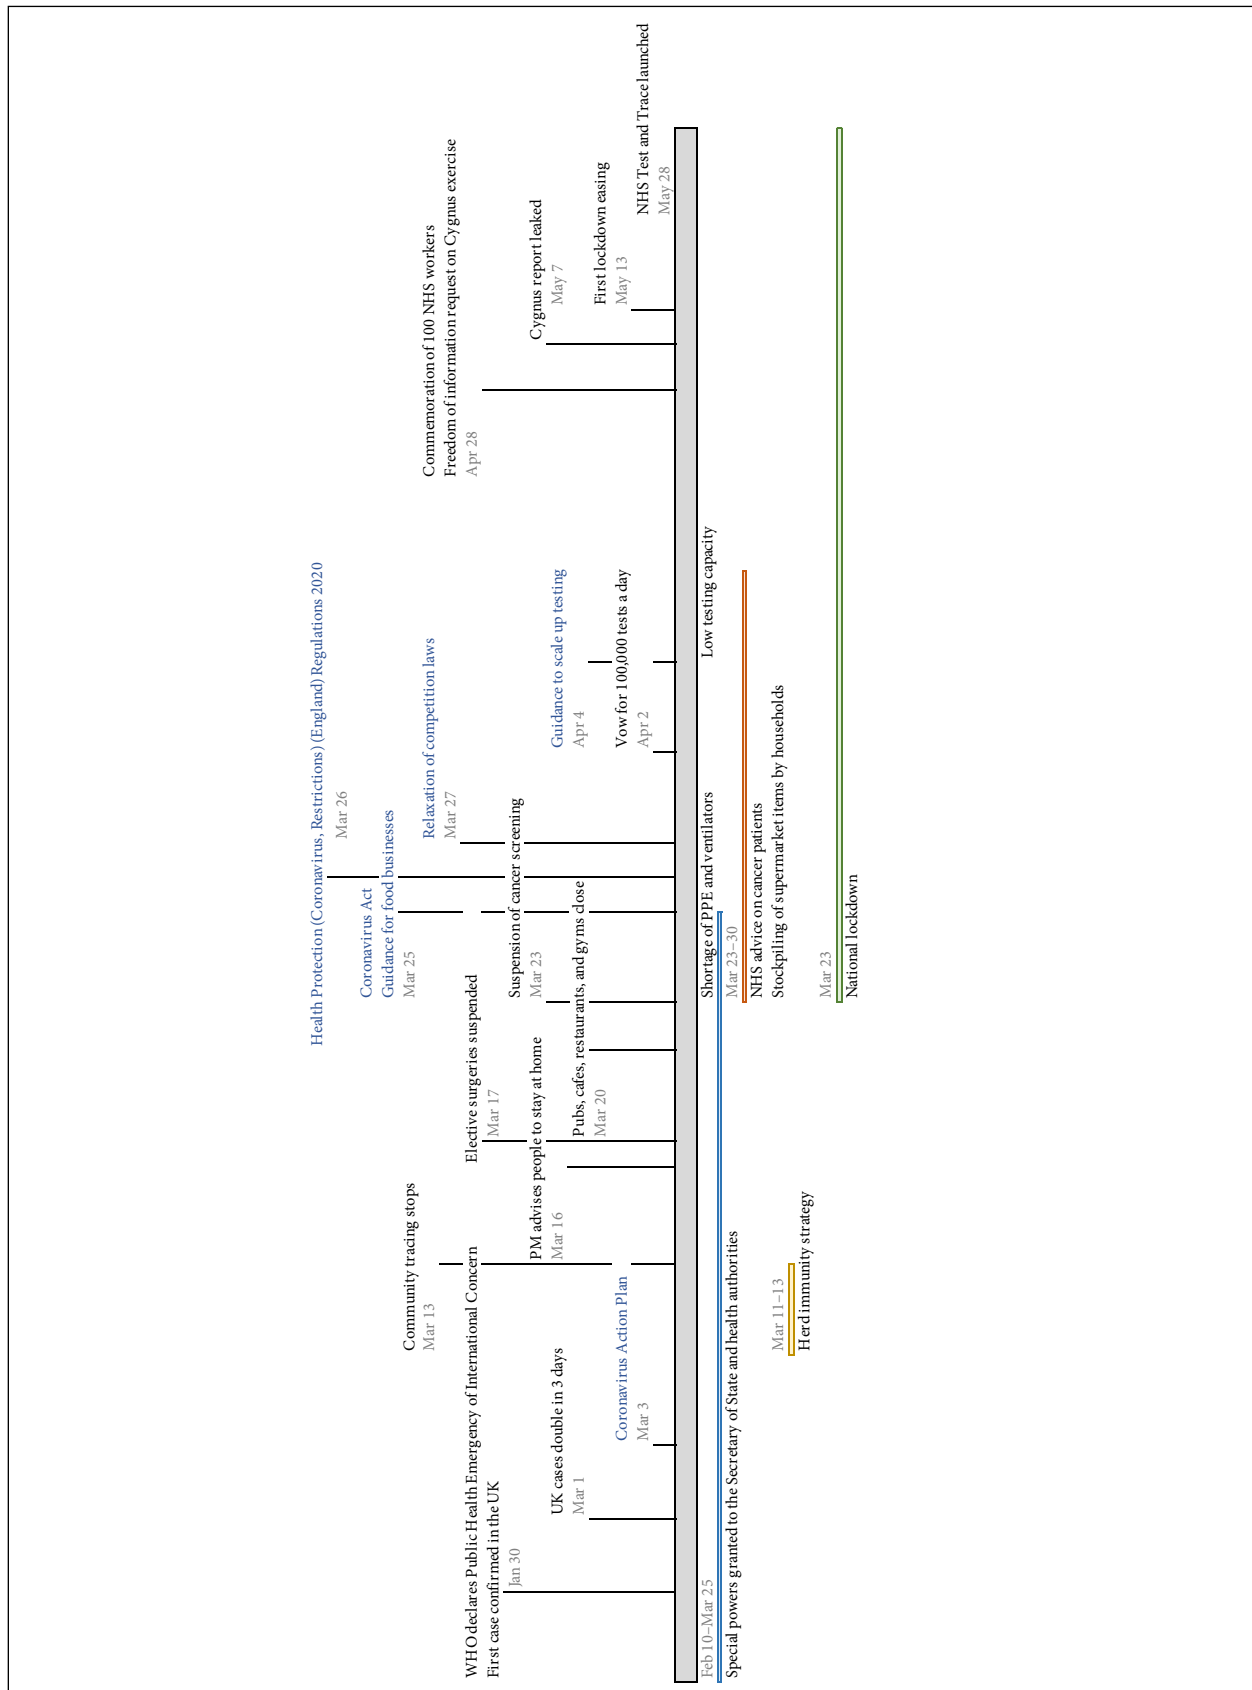 Health Protection (Coronavirus, Restrictions) (England) Regulations 2020
Mar 26
Coronavirus Act
Guidance for food businesses
Mar 25
Community tracing stops
Mar 13
Relaxation of competition laws
Mar 27
Commemoration of 100 NHS workers
Freedom of information request on Cygnus exercise
Apr 28
WHO declares Public Health Emergency of International Concern
First case confirmed in the UK
Jan 30
Elective surgeries suspended
Mar 17
Suspension of cancer screening
Mar 23
PM advises people to stay at home
Mar 16
Cygnus report leaked
May 7
UK cases double in 3 days
Mar 1
Guidance to scale up testing
Apr 4
Pubs, cafes, restaurants, and gyms close
Mar 20
First lockdown easing
May 13
Coronavirus Action Plan
Mar 3
Vow for 100,000 tests a day
Apr 2
NHS Test and Trace launched
May 28
Feb 10–Mar 25
Special powers granted to the Secretary of State and health authorities
Shortage of PPE and ventilators
Mar 23–30
Low testing capacity
NHS advice on cancer patients
Stockpiling of supermarket items by households
Mar 11–13
Herd immunity strategy
Mar 23
National lockdown